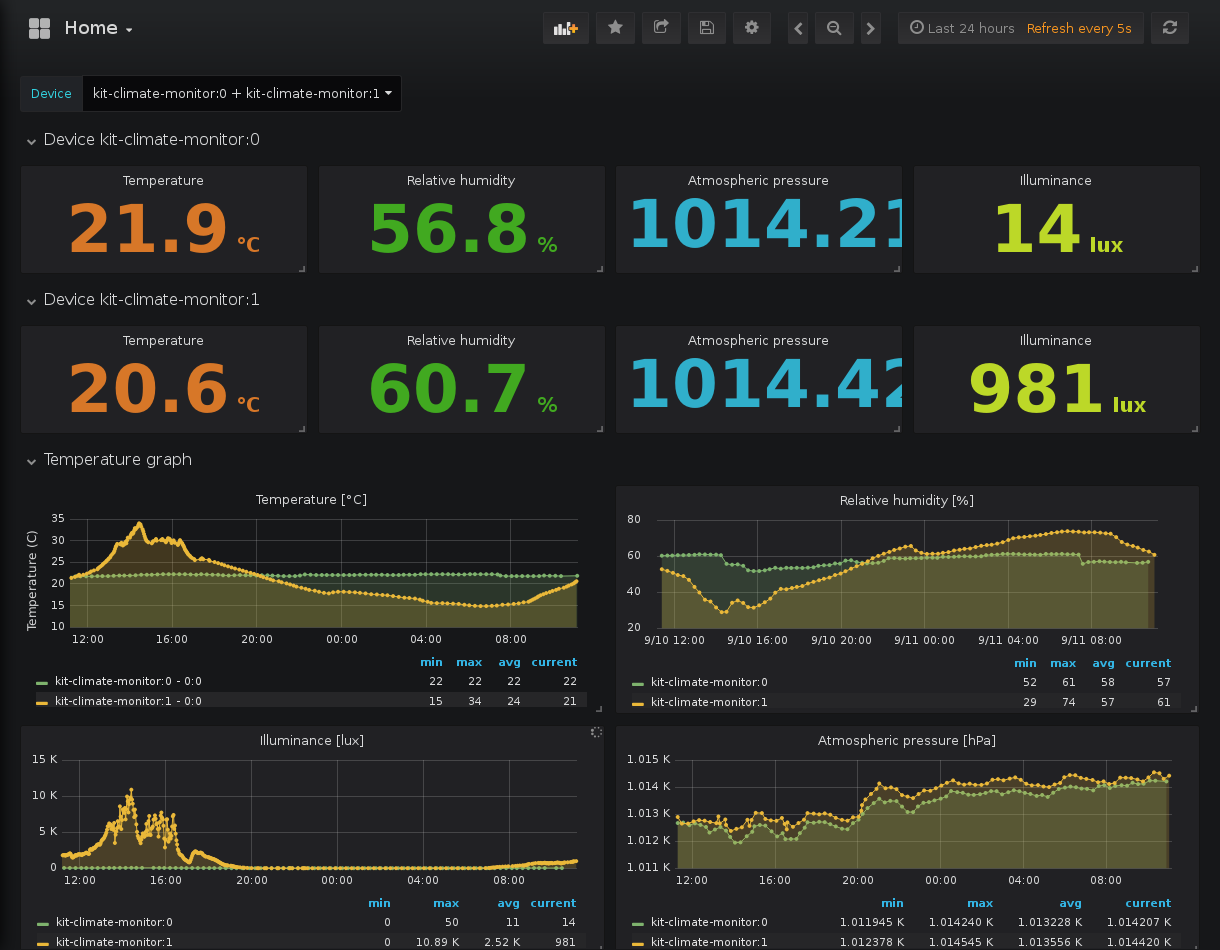 Home
Last 24 hours Refresh every 5s
Device kit-climate-monitor:0 + kit-climate-monitor:1
Device kit-climate-monitor:0
Temperature Relative humidity Atmospheric pressure Illuminance
21.9 °C 56.8 % 1014.21 14 lux
Device kit-climate-monitor:1
Temperature Relative humidity Atmospheric pressure Illuminance
20.6 °C 60.7 % 1014.42 981 lux
Temperature graph
Temperature [°C]
Temperature (C)
35
30
25
20
15
10
12:00 16:00 20:00 00:00 04:00 08:00
min max avg current
kit-climate-monitor:0 - 0:0 22 22 22 22
kit-climate-monitor:1 - 0:0 15 34 24 21
Relative humidity [%]
80
60
40
20
9/10 12:00 9/10 16:00 9/10 20:00 9/11 00:00 9/11 04:00 9/11 08:00
min max avg current
kit-climate-monitor:0 52 61 58 57
kit-climate-monitor:1 29 74 57 61
Illuminance [lux]
15 K
10 K
5 K
0
12:00 16:00 20:00 00:00 04:00 08:00
min max avg current
kit-climate-monitor:0 0 50 11 14
kit-climate-monitor:1 0 10.89 K 2.52 K 981
Atmospheric pressure [hPa]
1.015 K
1.014 K
1.013 K
1.012 K
1.011 K
12:00 16:00 20:00 00:00 04:00 08:00
min max avg current
kit-climate-monitor:0 1.011945 K 1.014240 K 1.013228 K 1.014207 K
kit-climate-monitor:1 1.012378 K 1.014545 K 1.013556 K 1.014420 K